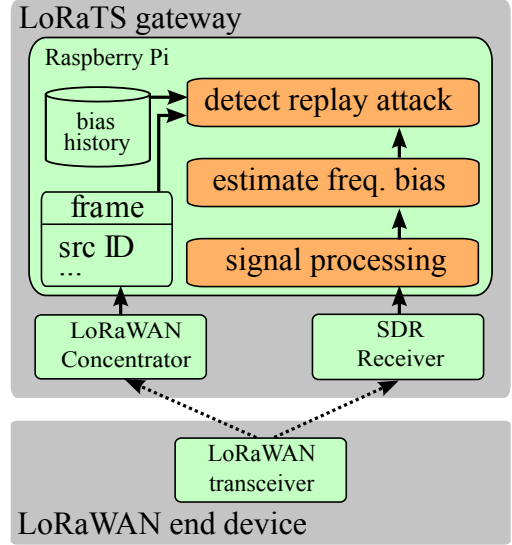 LoRaTS gateway
Raspberry Pi
detect replay attack
bias
history
estimate freq. bias
frame
src ID
...
signal processing
LoRaWAN
Concentrator
SDR
Receiver
LoRaWAN
transceiver
LoRaWAN end device